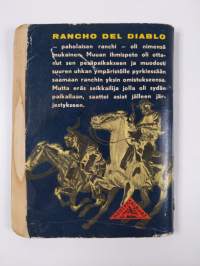 RANCHO DEL DIABLO
— paholaisen ranchi — oli nimensä
mukainen. Muuan ihmispeto oli otta-
nut sen pesäpaikakseen ja muodosti
suuren uhkan ympäristölle pyrkiessään
saamaan ranchin yksin omistukseensa.
Mutta eräs seikkailija jolla oli sydän
paikallaan, saattoi asiat jälleen jär-
jestykseen.